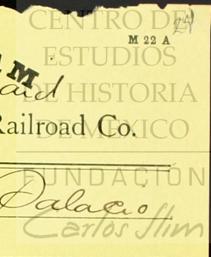 CENTRO DE
ESTUDIOS
DE HISTORIA
DE MÉXICO
FUNDACIÓN
Carlos Slim
M 22 A
M
Railroad Co.
Palacio